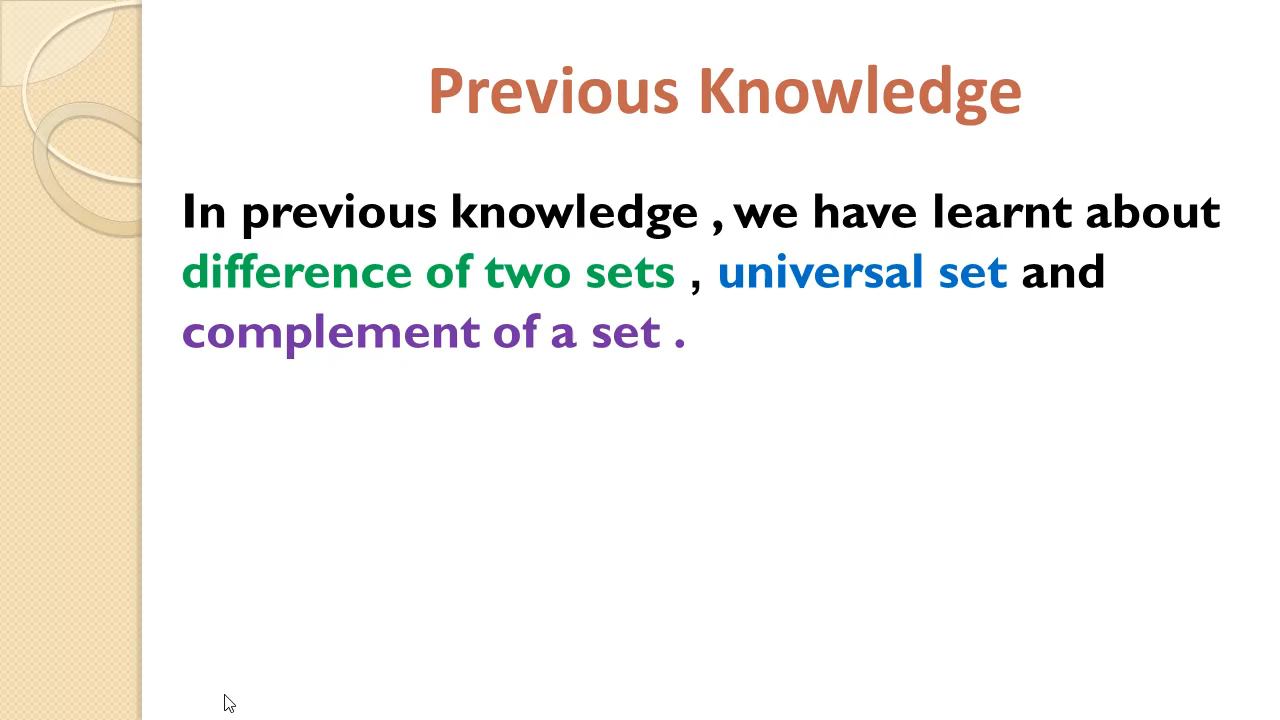 Previous Knowledge
In previous knowledge , we have learnt about
difference of two sets , universal set and
complement of a set .